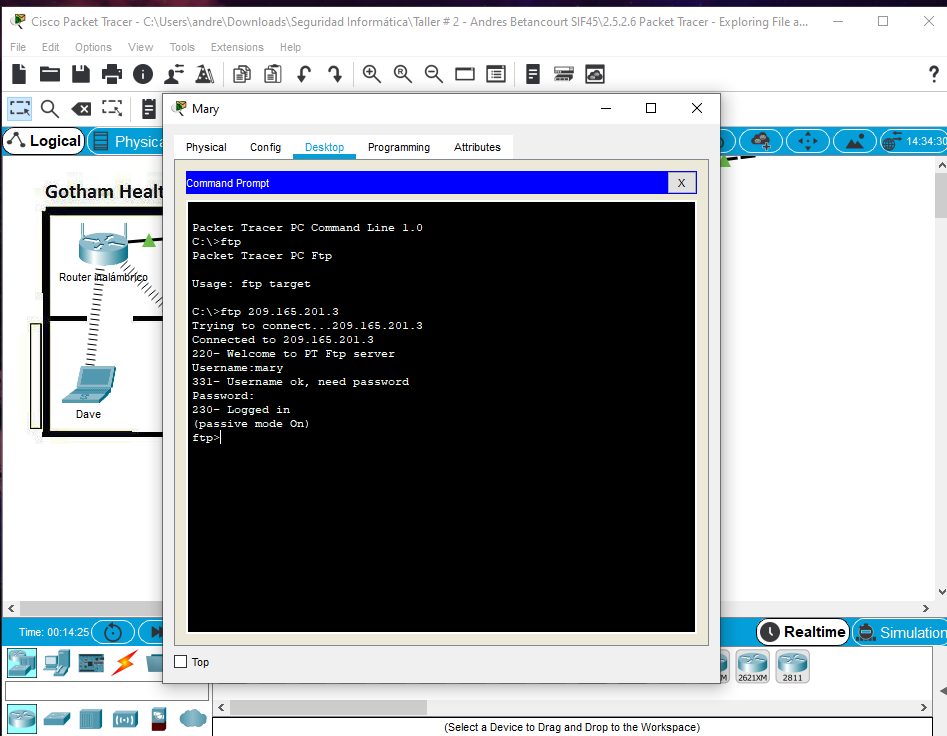 Cisco Packet Tracer - C:\Users\andre\Downloads\Seguridad Informática\Taller # 2 - Andres Betancourt SIF45\2.5.2.6 Packet Tracer - Exploring File a...
File Edit Options View Tools Extensions Help
?
Mary
Logical
Physica
14:34:30
Physical Config Desktop Programming Attributes
Command Prompt
X
Gotham Healt
Router inalámbrico
Dave
Packet Tracer PC Command Line 1.0
C:\>ftp
Packet Tracer PC Ftp
Usage: ftp target
C:\>ftp 209.165.201.3
Trying to connect...209.165.201.3
Connected to 209.165.201.3
220- Welcome to PT Ftp server
Username:mary
331- Username ok, need password
Password:
230- Logged in
(passive mode On)
ftp>
Time: 00:14:25
Realtime
Simulation
Top
2621XM
2811
(Select a Device to Drag and Drop to the Workspace)